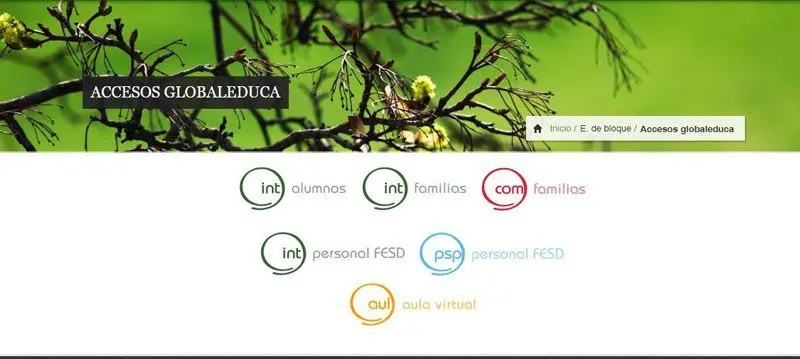 ACCESOS GLOBALEDUCA
Inicio / E. de bloque / Accesos globaleduca
int alumnos int familias com familias
int personal FESD psp personal FESD
aul aula virtual